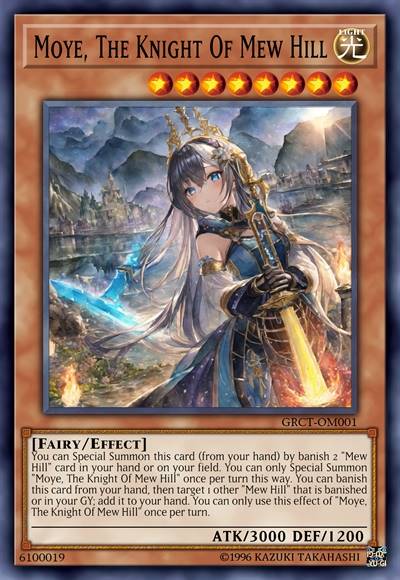 MOYE, THE KNIGHT OF MEW HILL
LIGHT
光
GRCT-OM001
[FAIRY/EFFECT]
You can Special Summon this card (from your hand) by banish 2 "Mew
Hill" card in your hand or on your field. You can only Special Summon
"Moye, The Knight Of Mew Hill" once per turn this way. You can banish
this card from your hand, then target 1 other "Mew Hill" that is banished
or in your GY; add it to your hand. You can only use this effect of "Moye,
The Knight Of Mew Hill" once per turn.
ATK/3000 DEF/1200
6100019
©1996 KAZUKI TAKAHASHI